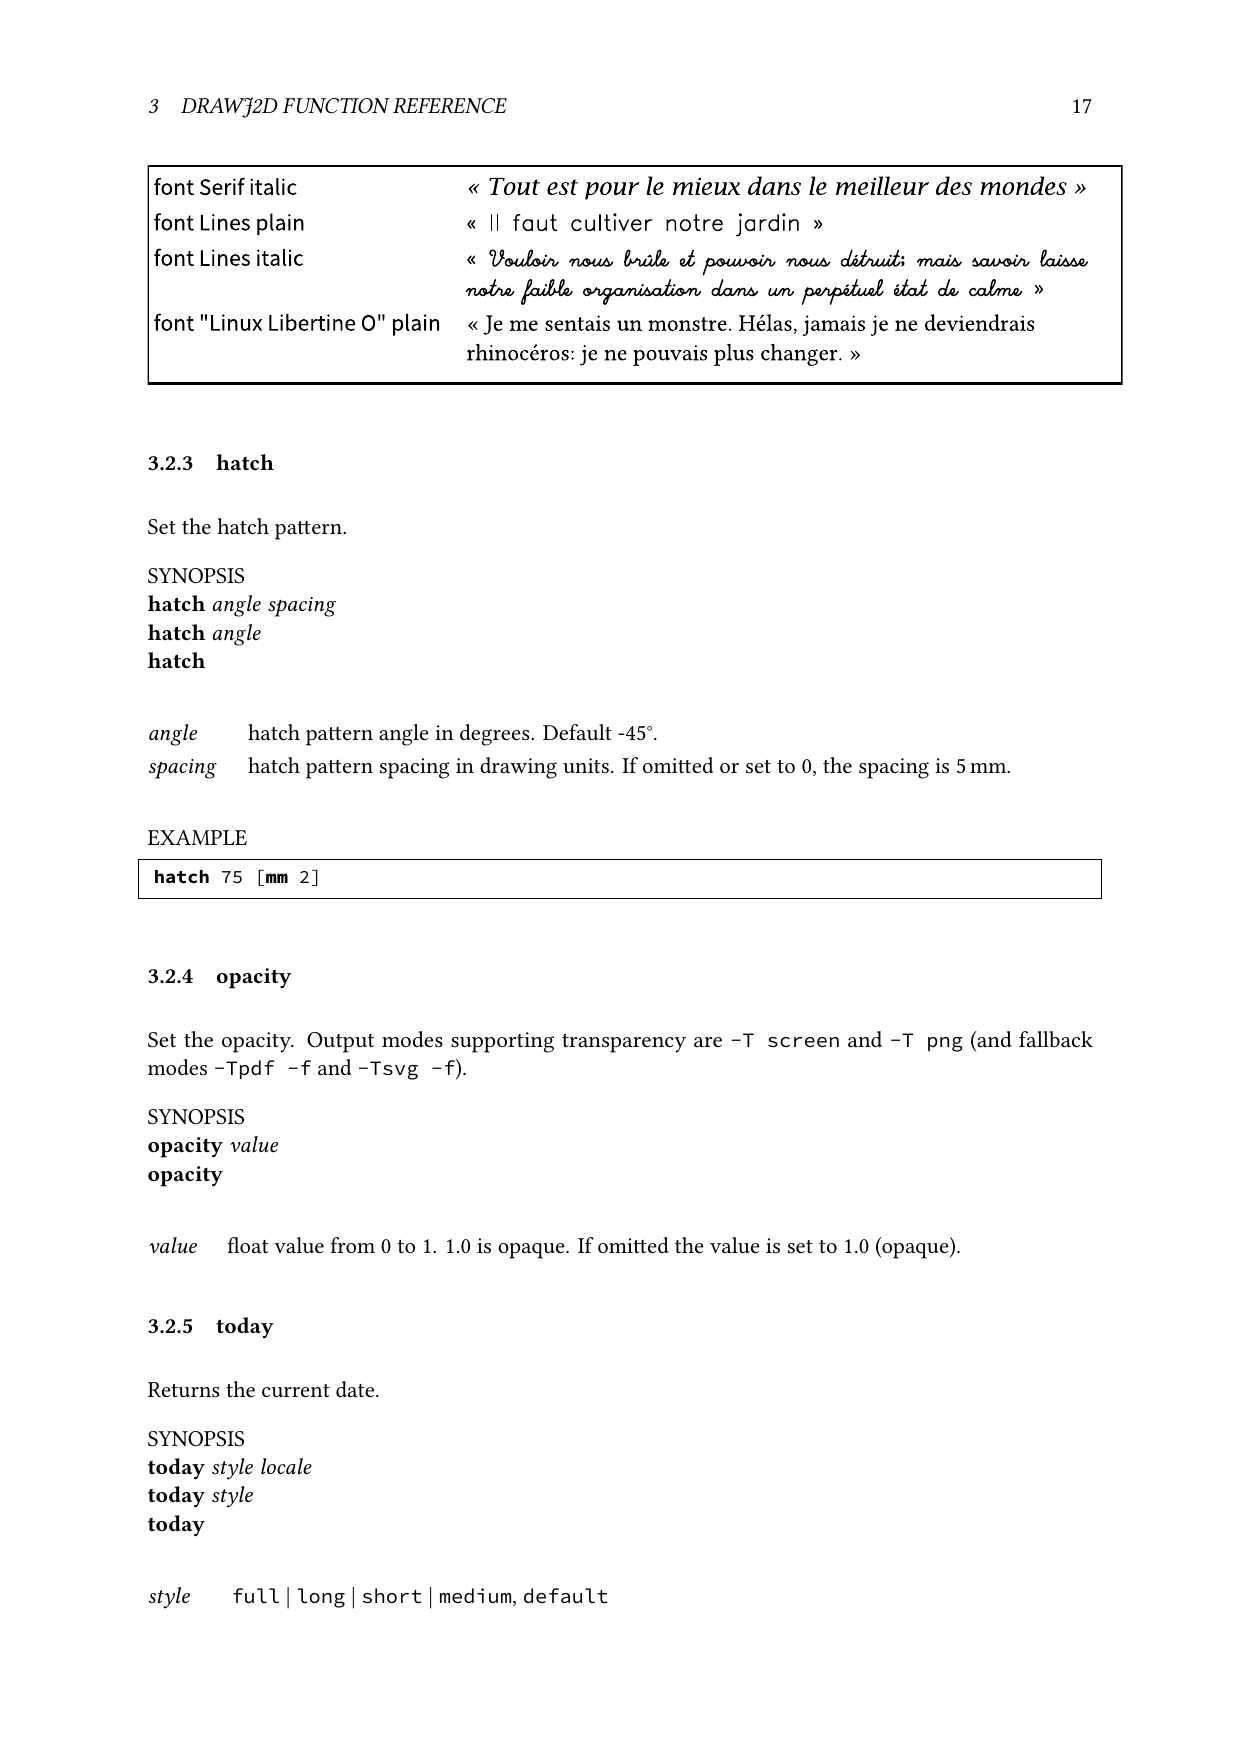 3 DRAWJ2D FUNCTION REFERENCE 17
font Serif italic « Tout est pour le mieux dans le meilleur des mondes »
font Lines plain « Il faut cultiver notre jardin »
font Lines italic « Vouloir nous brûle et pouvoir nous détruit; mais savoir laisse
notre faible organisation dans un perpétuel état de calme »
font "Linux Libertine O" plain « Je me sentais un monstre. Hélas, jamais je ne deviendrais
rhinocéros: je ne pouvais plus changer. »
3.2.3 hatch
Set the hatch pattern.
SYNOPSIS
hatch angle spacing
hatch angle
hatch
angle hatch pattern angle in degrees. Default -45°.
spacing hatch pattern spacing in drawing units. If omitted or set to 0, the spacing is 5 mm.
EXAMPLE
hatch 75 [mm 2]
3.2.4 opacity
Set the opacity. Output modes supporting transparency are -T screen and -T png (and fallback
modes -Tpdf -f and -Tsvg -f).
SYNOPSIS
opacity value
opacity
value float value from 0 to 1. 1.0 is opaque. If omitted the value is set to 1.0 (opaque).
3.2.5 today
Returns the current date.
SYNOPSIS
today style locale
today style
today
style full | long | short | medium, default